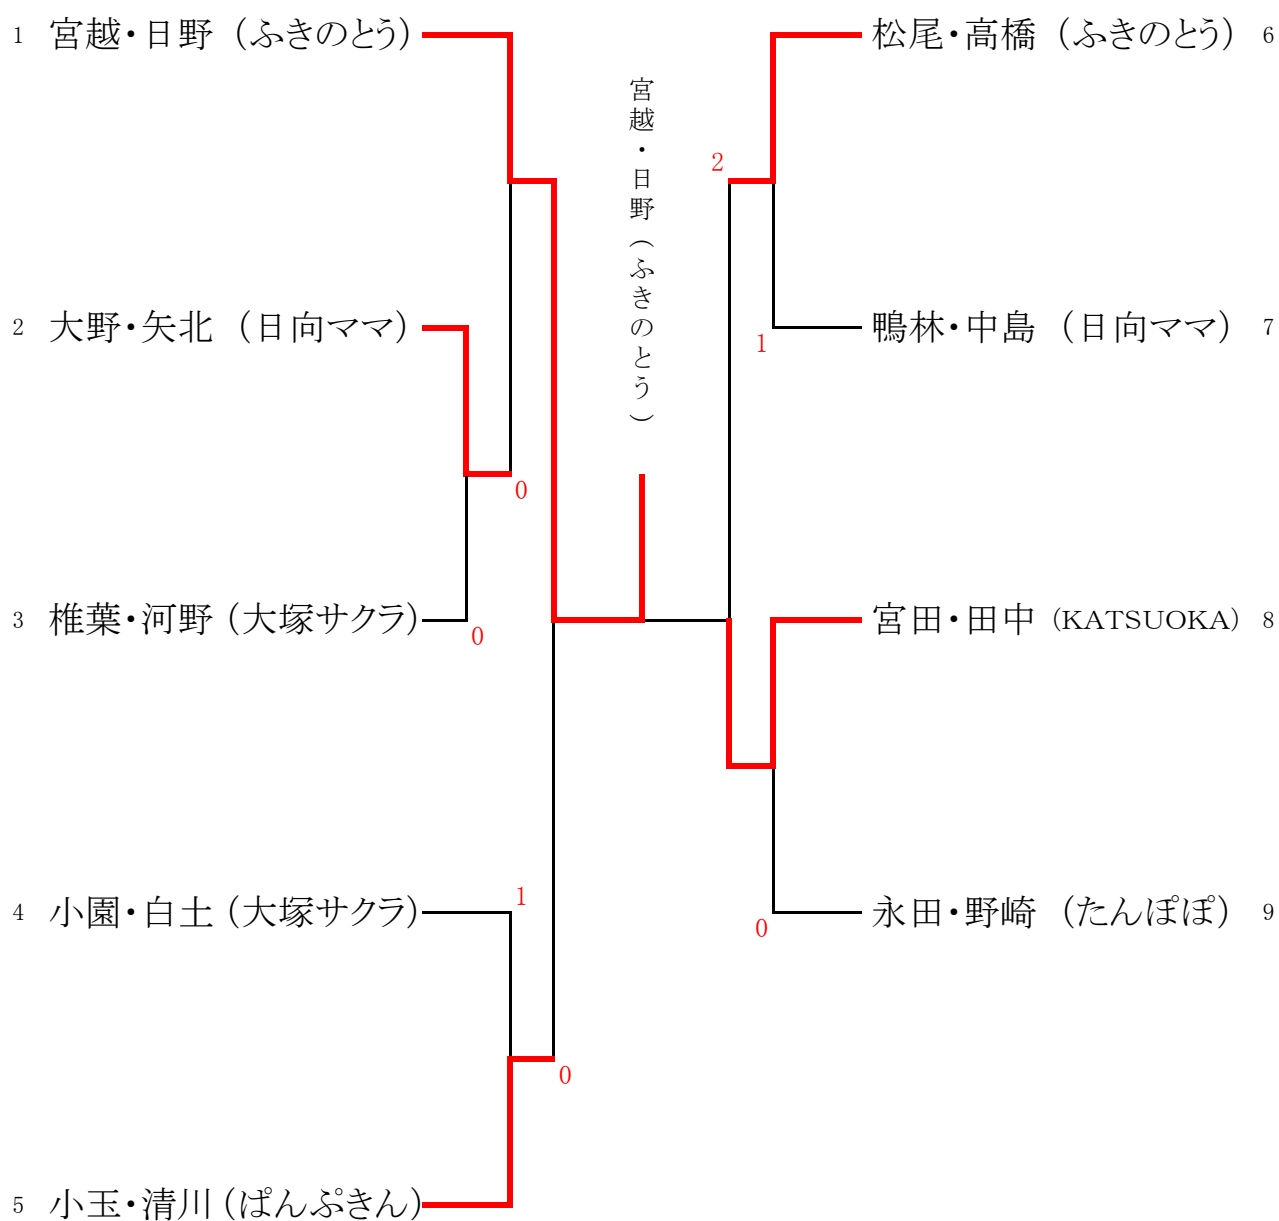 1 宮越・日野 (ふきのとう)
2 大野・矢北 (日向ママ)
0
3 椎葉・河野 (大塚サクラ)
0
4 小園・白土 (大塚サクラ)
1
0
5 小玉・清川 (ぱんぷきん)
宮越・日野(ふきのとう)
松尾・高橋 (ふきのとう) 6
2
鴨林・中島 (日向ママ) 7
1
宮田・田中 (KATSUOKA) 8
永田・野崎 (たんぽぽ) 9
0